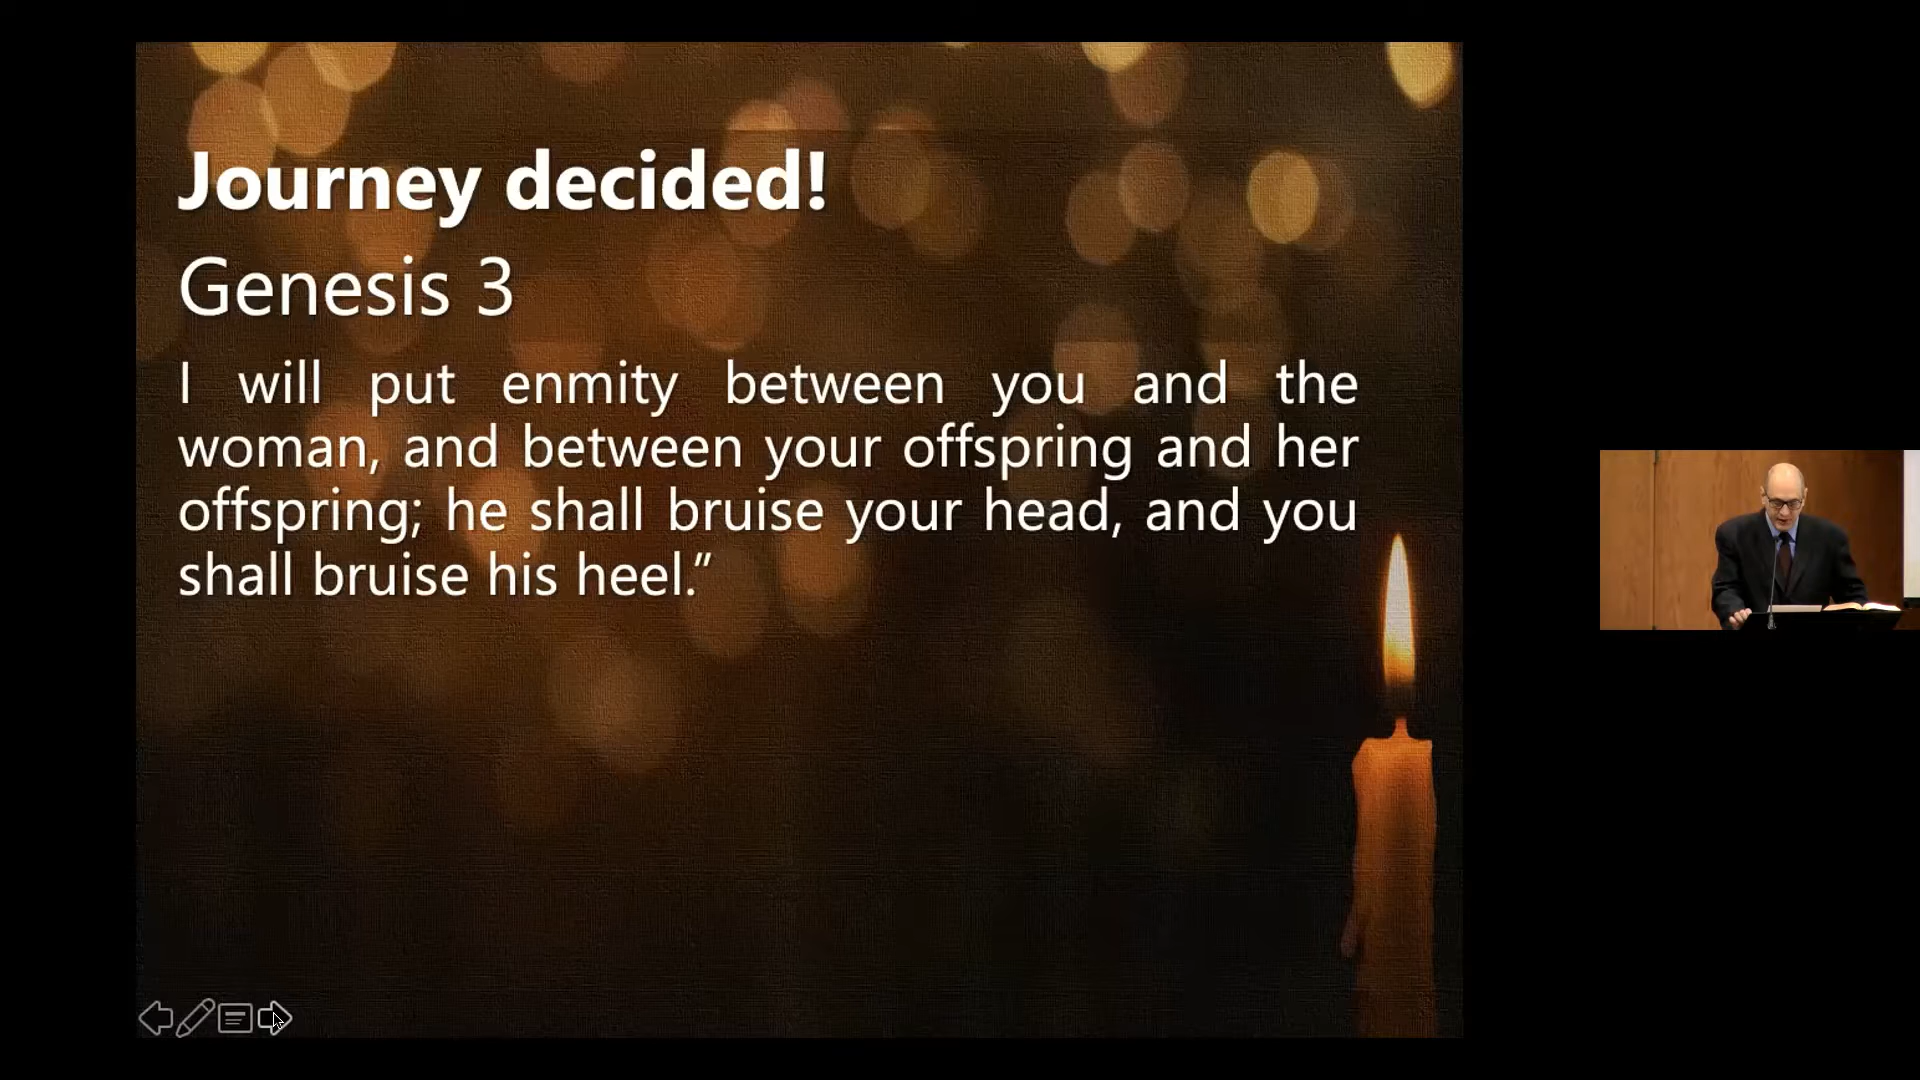 Journey decided!
Genesis 3
I will put enmity between you and the
woman, and between your offspring and her
offspring; he shall bruise your head, and you
shall bruise his heel.”